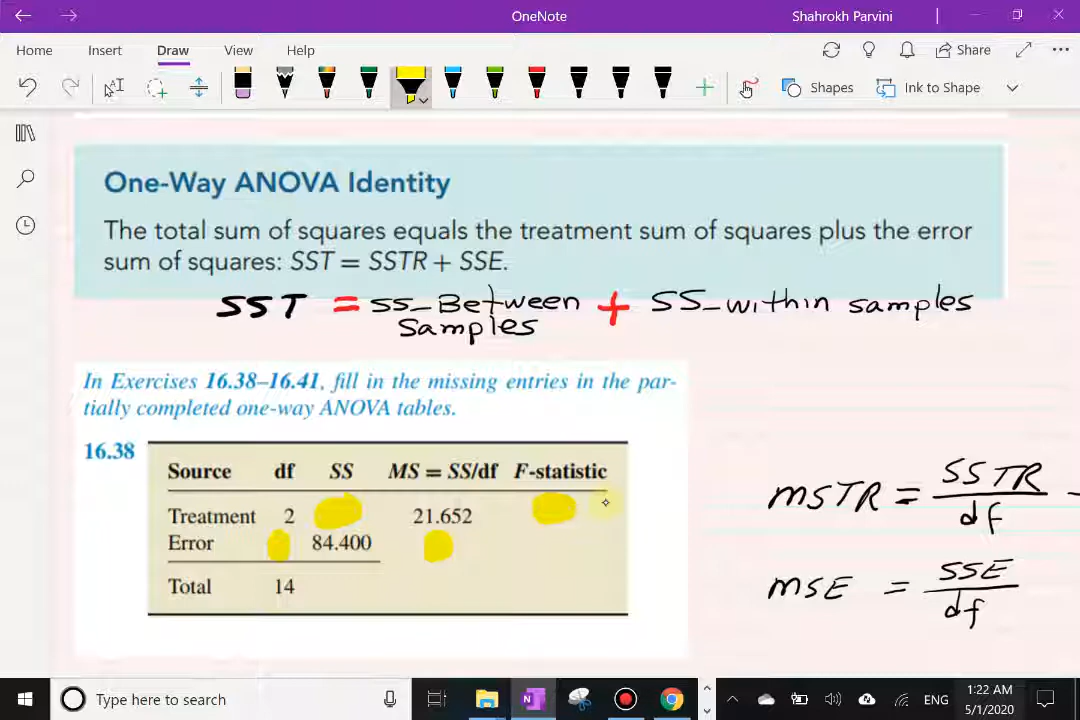 OneNote
Shahrokh Parvini
Home Insert Draw View Help
Share
Shapes
Ink to Shape
One-Way ANOVA Identity
The total sum of squares equals the treatment sum of squares plus the error
sum of squares: SST = SSTR + SSE.
SST = SS_Between + SS_within samples
Samples
In Exercises 16.38–16.41, fill in the missing entries in the par-
tially completed one-way ANOVA tables.
16.38
Source df SS MS = SS/df F-statistic
Treatment 2 21.652
Error 84.400
Total 14
MSTR = SSTR
df
MSE = SSE
df
Type here to search
ENG
1:22 AM
5/1/2020